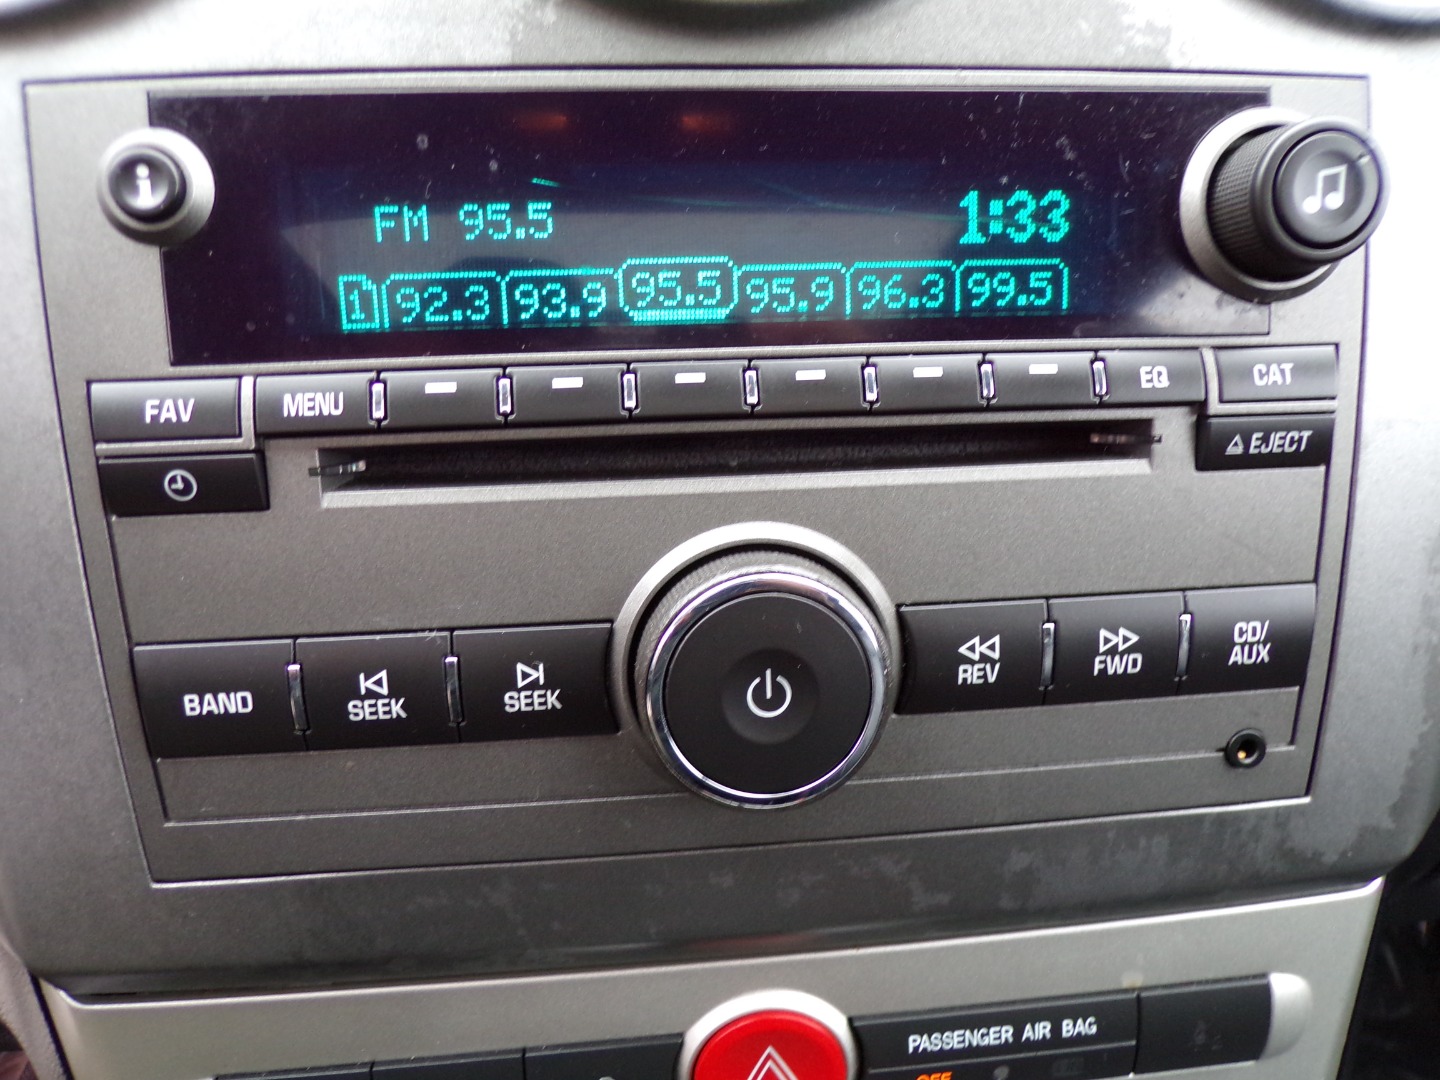 i
FM 95.5 1:33
1 92.3 93.9 95.5 95.9 96.3 99.5
FAV MENU EQ CAT
EJECT
BAND SEEK SEEK REV FWD CD/
AUX
PASSENGER AIR BAG
OFF